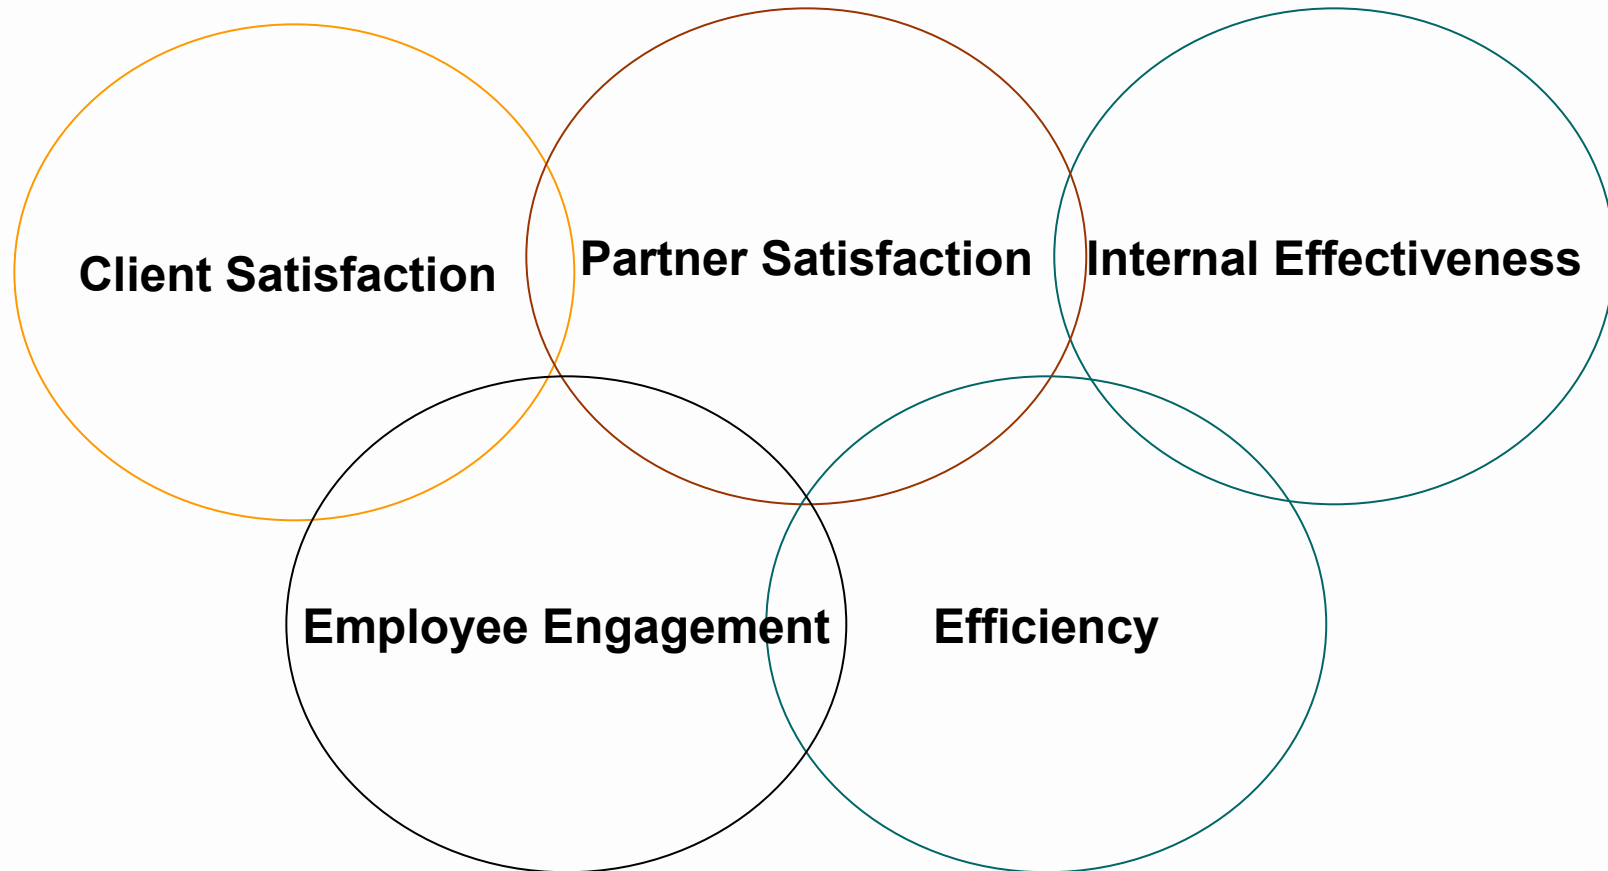 Client Satisfaction
Partner Satisfaction
Internal Effectiveness
Employee Engagement
Efficiency